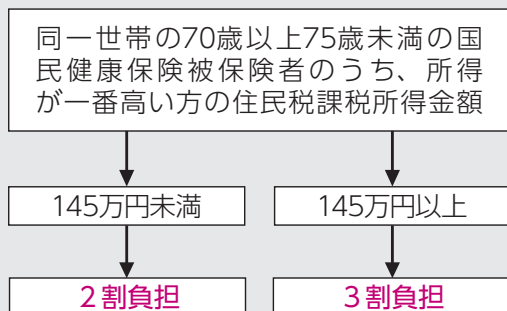 同一世帯の70歳以上75歳未満の国
民健康保険被保険者のうち、所得
が一番高い方の住民税課税所得金額
145万円未満
145万円以上
２割負担
３割負担